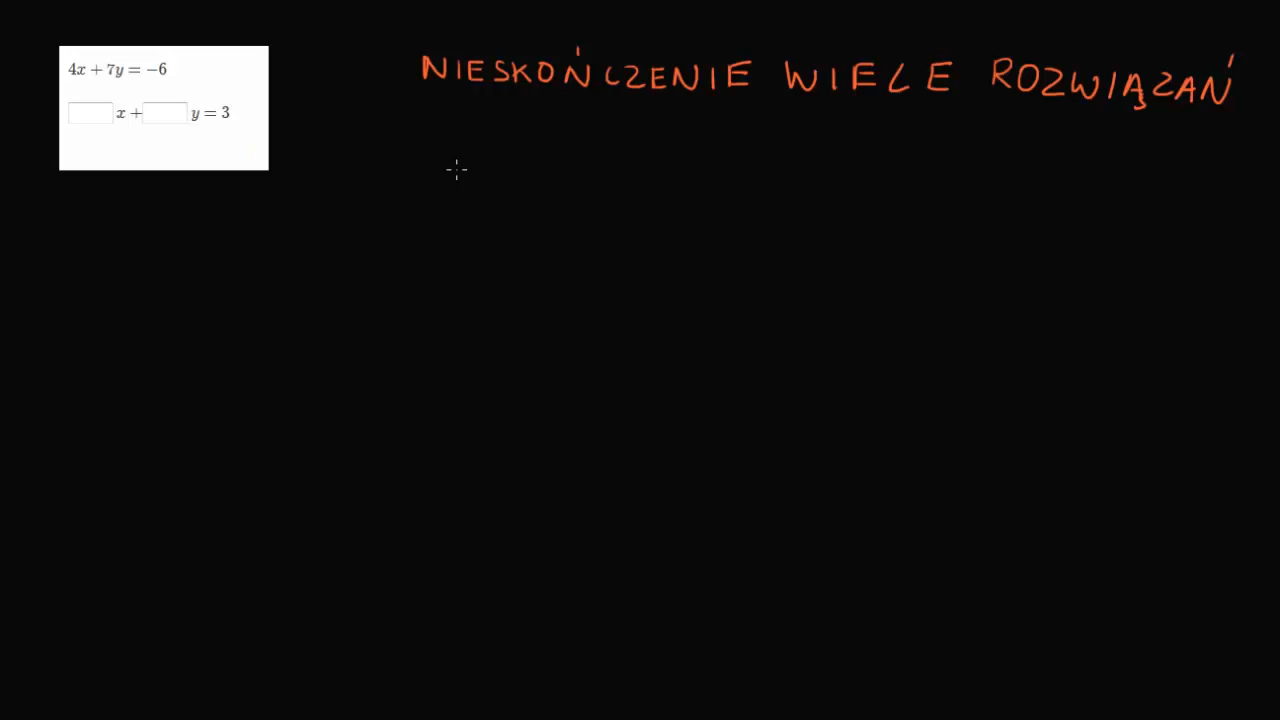 4x + 7y = −6
x + y = 3
NIESKOŃCZENIE WIELE ROZWIĄZAŃ